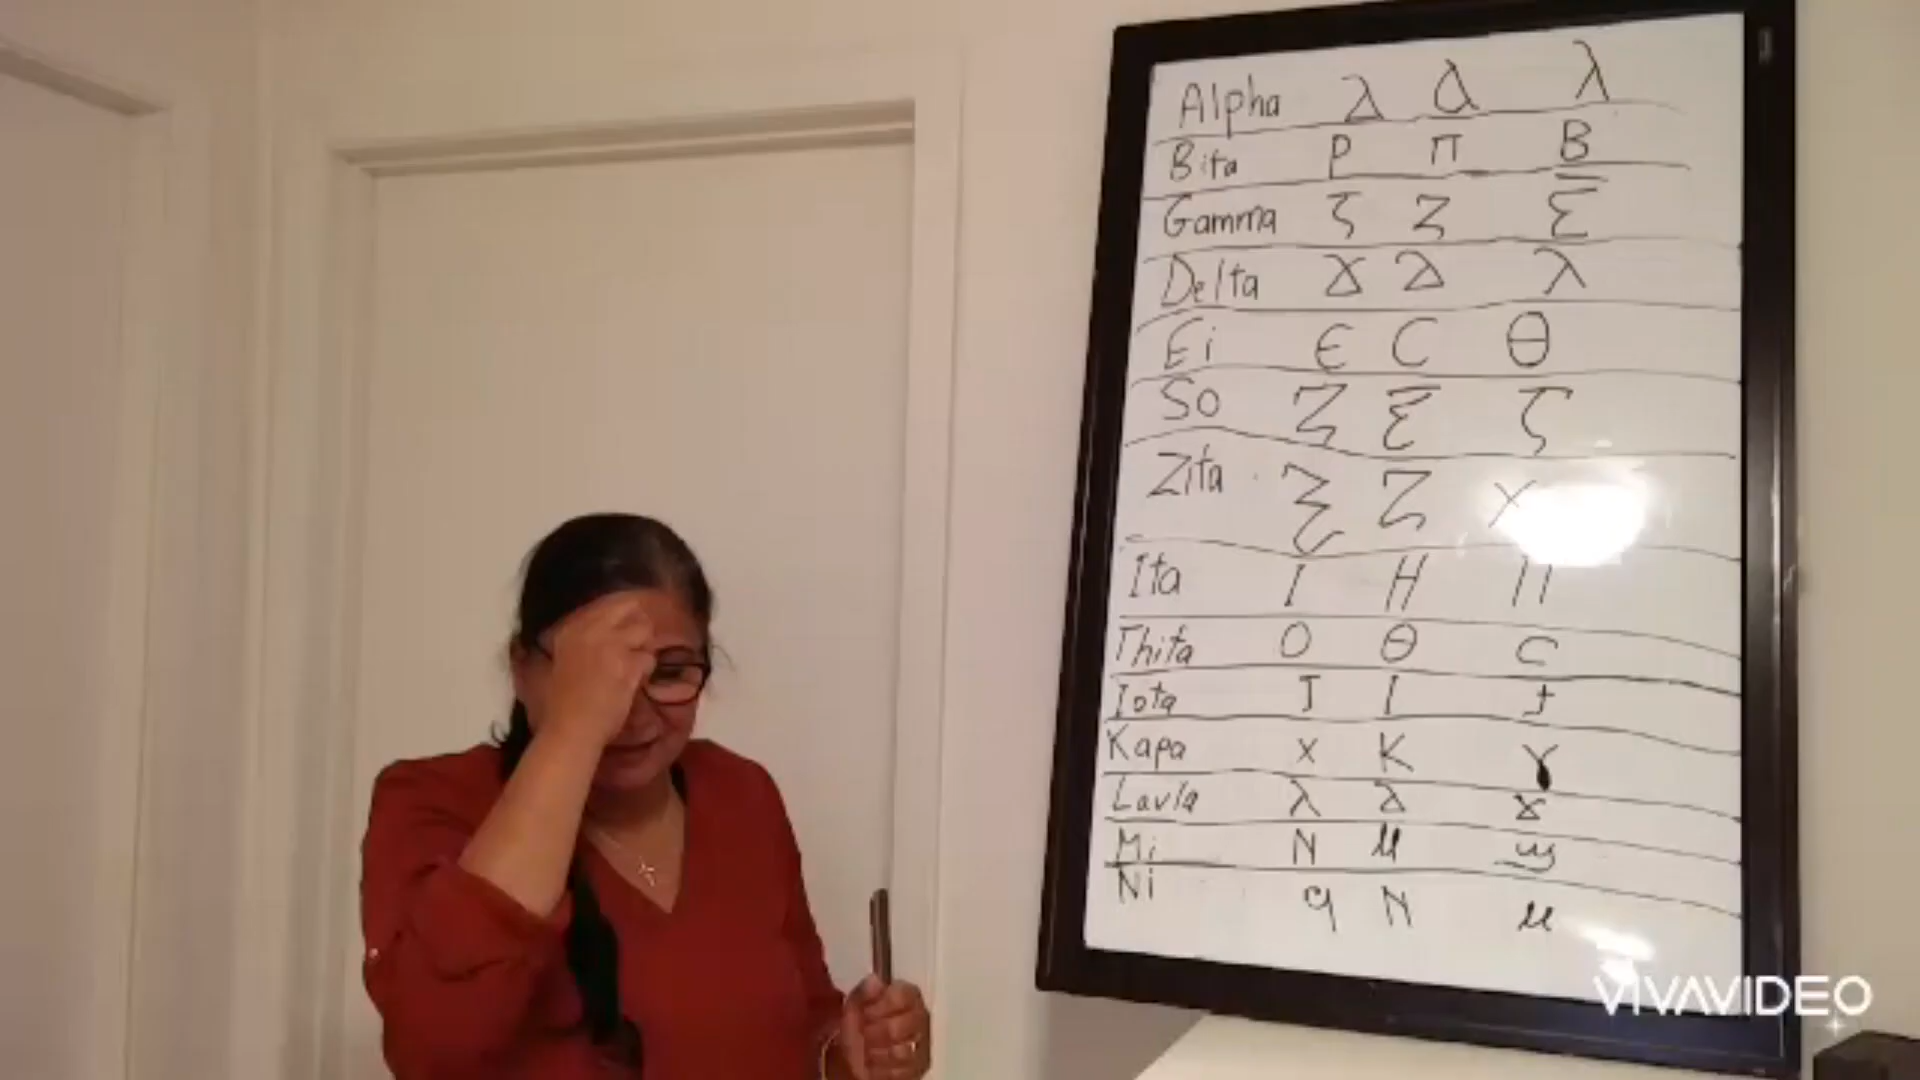 Alpha λ α λ
Bita P π B
Gamma ζ Z Ξ
Delta ɣ λ λ
Ei Є C θ
So Z Ξ ζ
Zita ξ Z X
Ita I H Π
Thita O θ C
Iota J I ɟ
Kapa X K Ɣ
Lavla λ λ ɣ
Mi N μ
Ni ϥ N μ
VIVAVIDEO